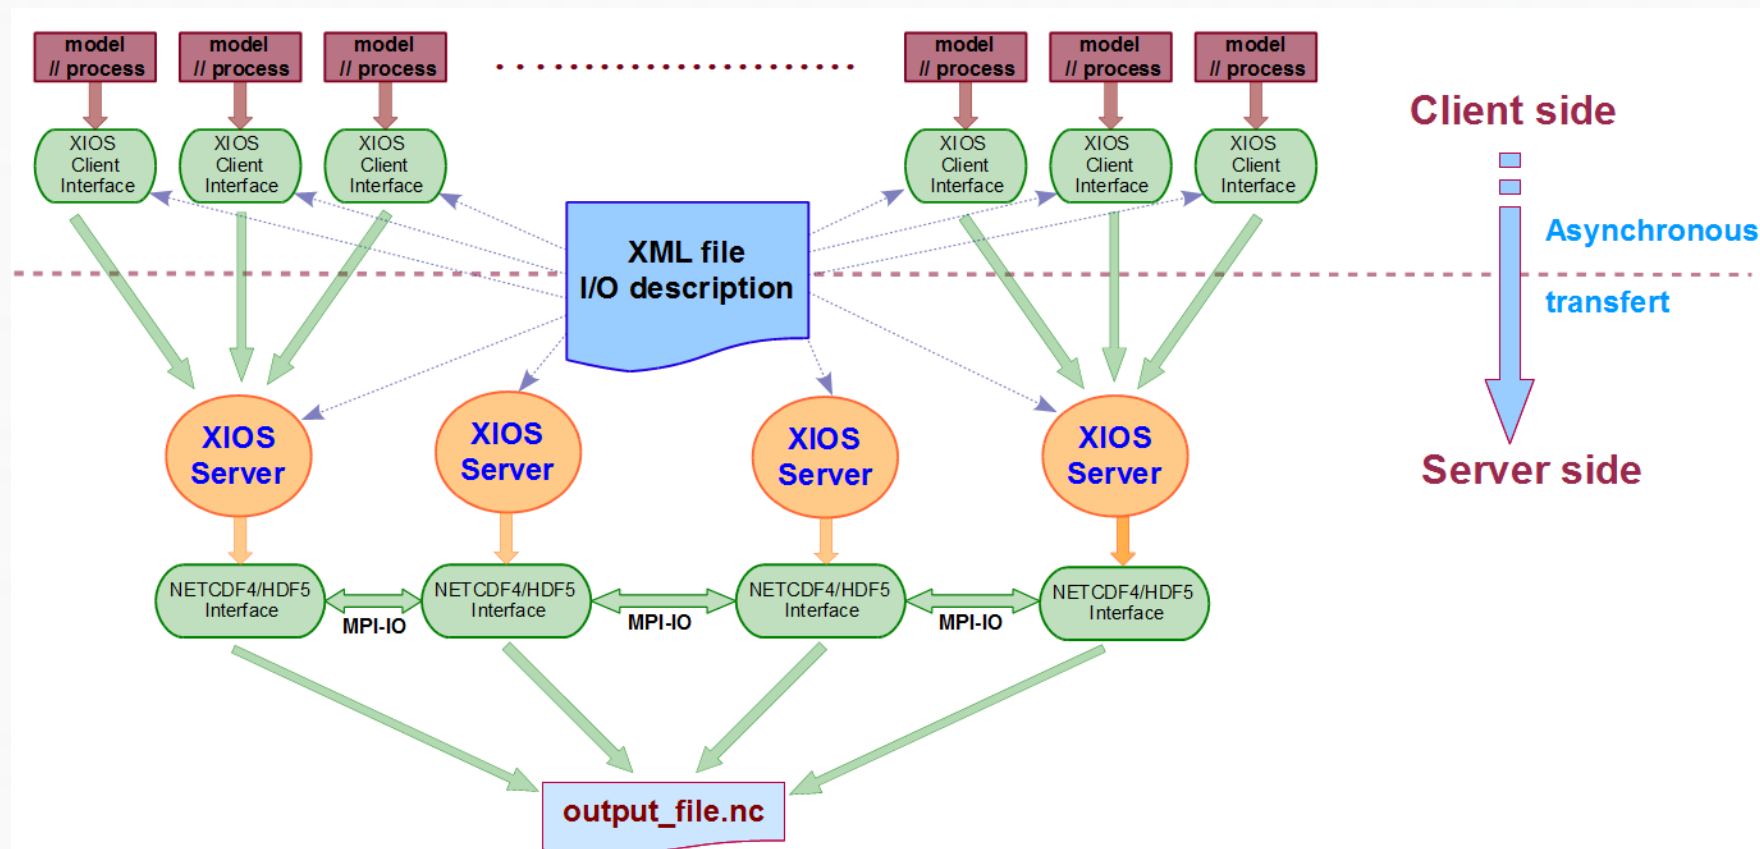 model
// process
model
// process
model
// process
model
// process
model
// process
model
// process
Client side
XIOS
Client
Interface
XIOS
Client
Interface
XIOS
Client
Interface
XIOS
Client
Interface
XIOS
Client
Interface
XIOS
Client
Interface
XML file
I/O description
Asynchronous
transfert
XIOS
Server
XIOS
Server
XIOS
Server
XIOS
Server
Server side
NETCDF4/HDF5
Interface
NETCDF4/HDF5
Interface
NETCDF4/HDF5
Interface
NETCDF4/HDF5
Interface
MPI-IO
MPI-IO
MPI-IO
output_file.nc